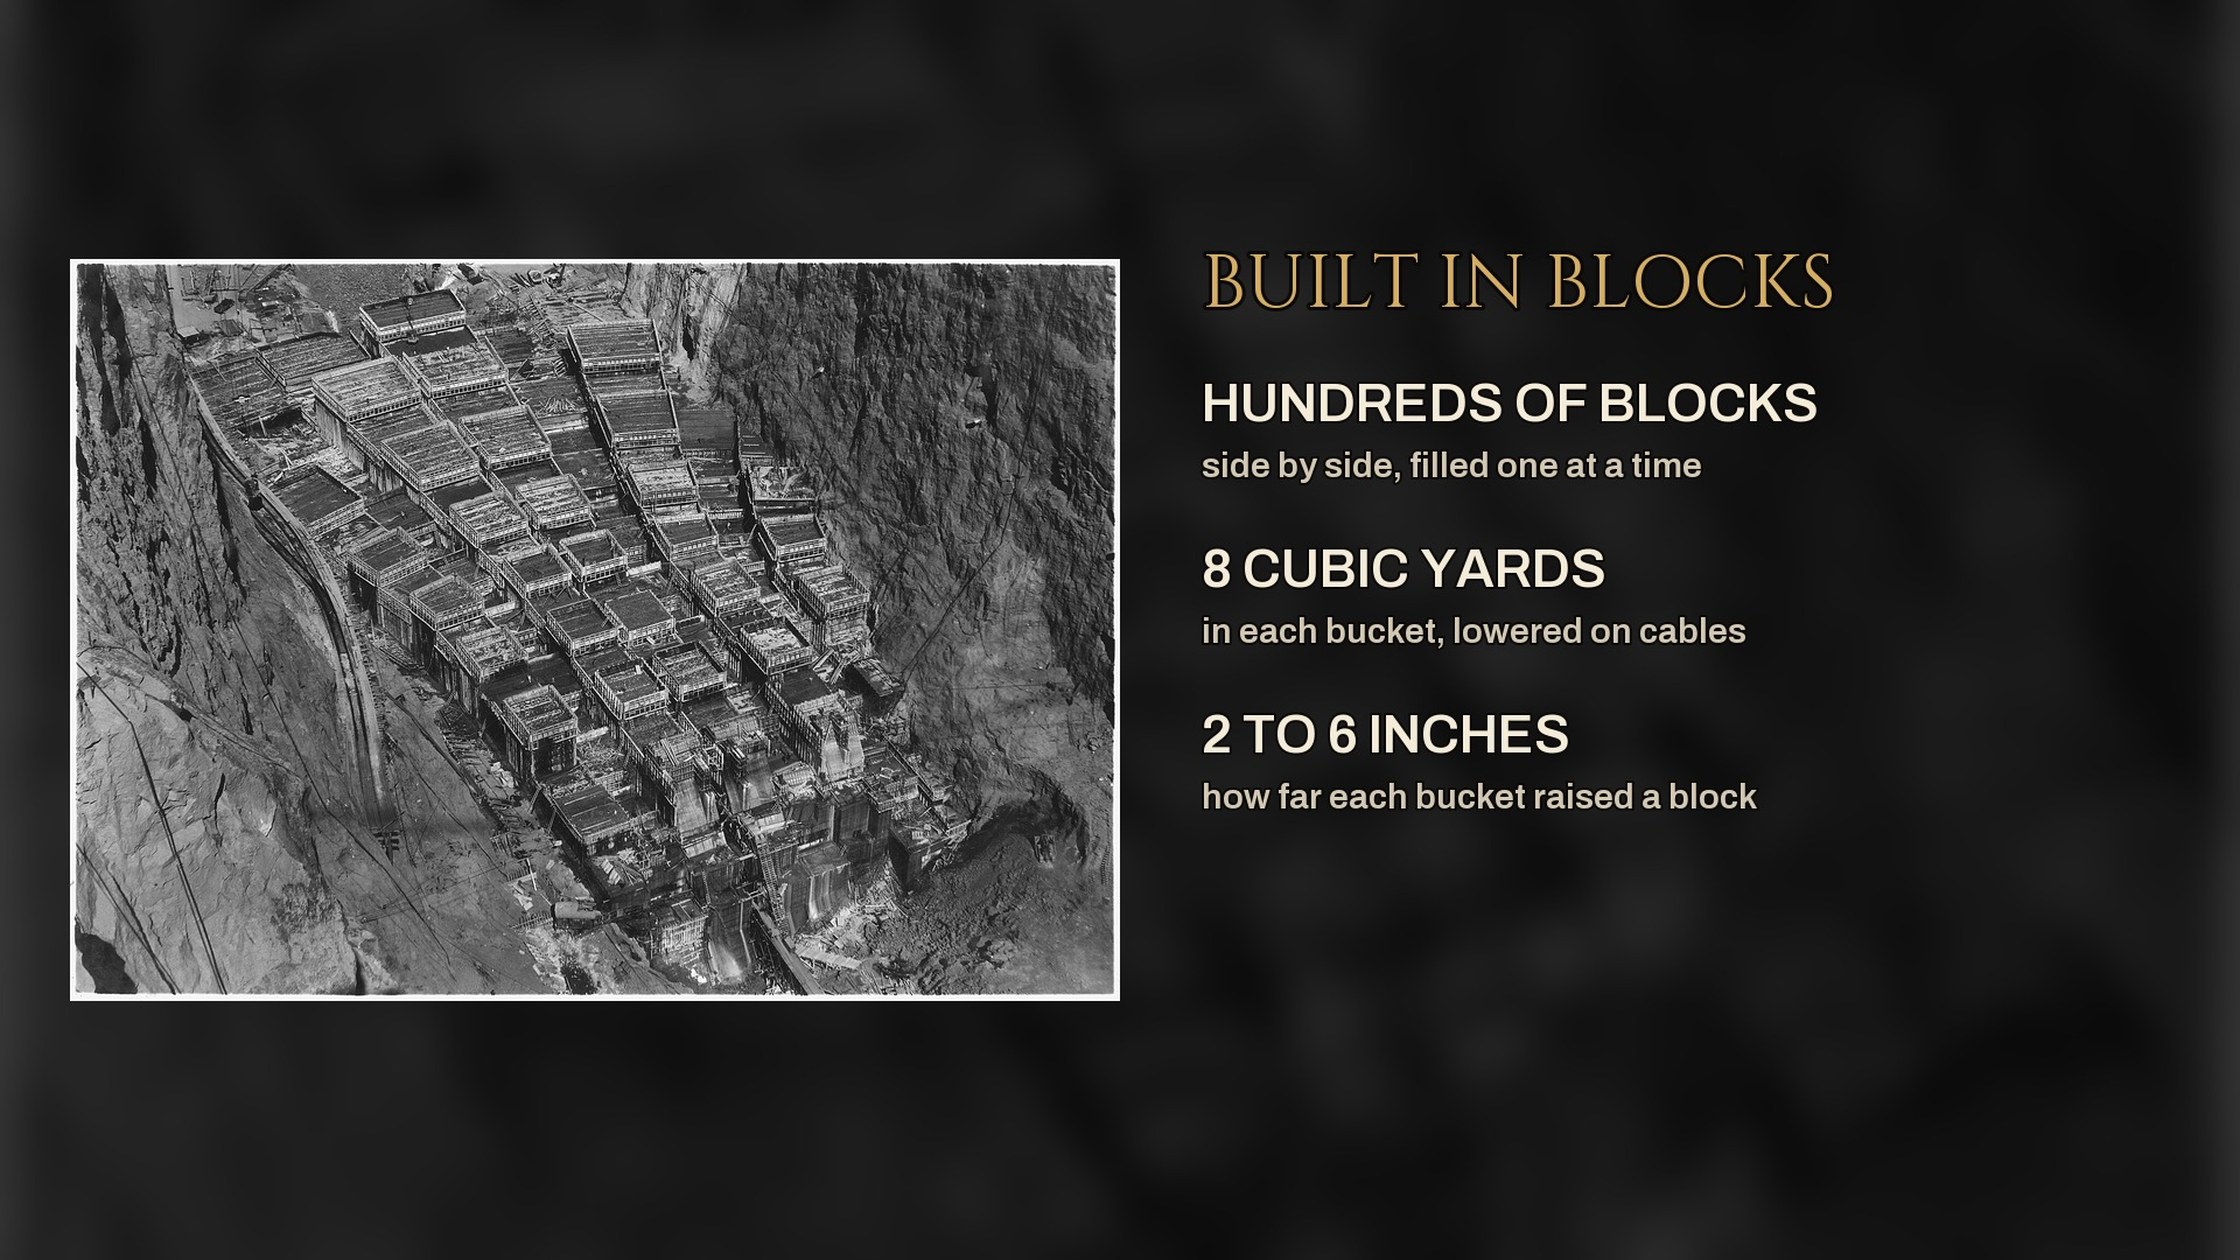 BUILT IN BLOCKS
HUNDREDS OF BLOCKS
side by side, filled one at a time
8 CUBIC YARDS
in each bucket, lowered on cables
2 TO 6 INCHES
how far each bucket raised a block